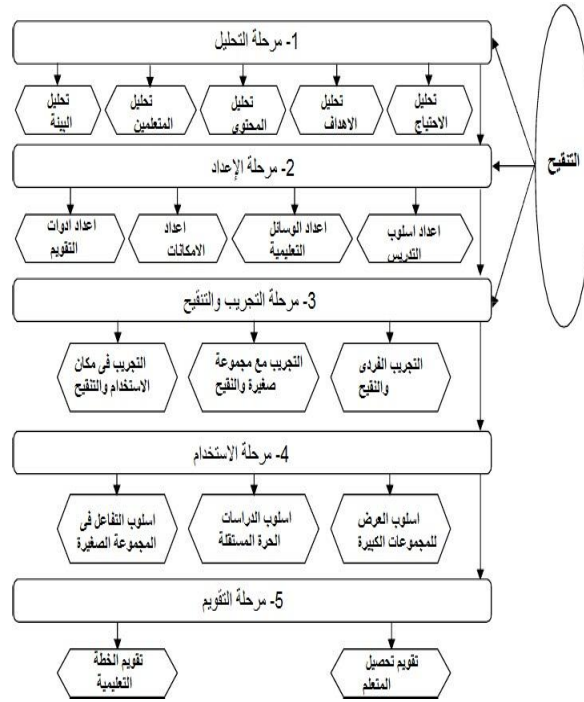 1- مرحلة التحليل
تحليل
الاحتياج
تحليل
الاهداف
تحليل
المحتوى
تحليل
المتعلمين
تحليل
البيئة
التنقيح
2- مرحلة الإعداد
اعداد اسلوب
التدريس
اعداد الوسائل
التعليمية
اعداد
الامكانات
اعداد ادوات
التقويم
3- مرحلة التجريب والتنقيح
التجريب الفردى
والنقيح
التجريب مع مجموعة
صغيرة والنقيح
التجريب فى مكان
الاستخدام والتنقيح
4- مرحلة الاستخدام
اسلوب العرض
للمجموعات الكبيرة
اسلوب الدراسات
الحرة المستقلة
اسلوب التفاعل فى
المجموعة الصغيرة
5- مرحلة التقويم
تقويم تحصيل
المتعلم
تقويم الخطة
التعليمية